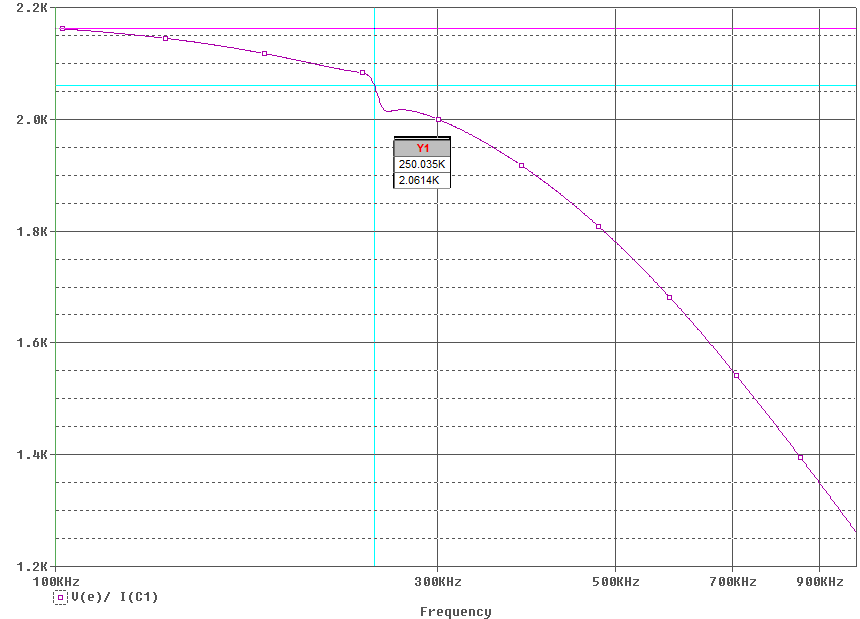 2.2K
2.0K
Y1
250.035K
2.0614K
1.8K
1.6K
1.4K
1.2K
100KHz 300KHz 500KHz 700KHz 900KHz
V(e)/ I(C1)
Frequency